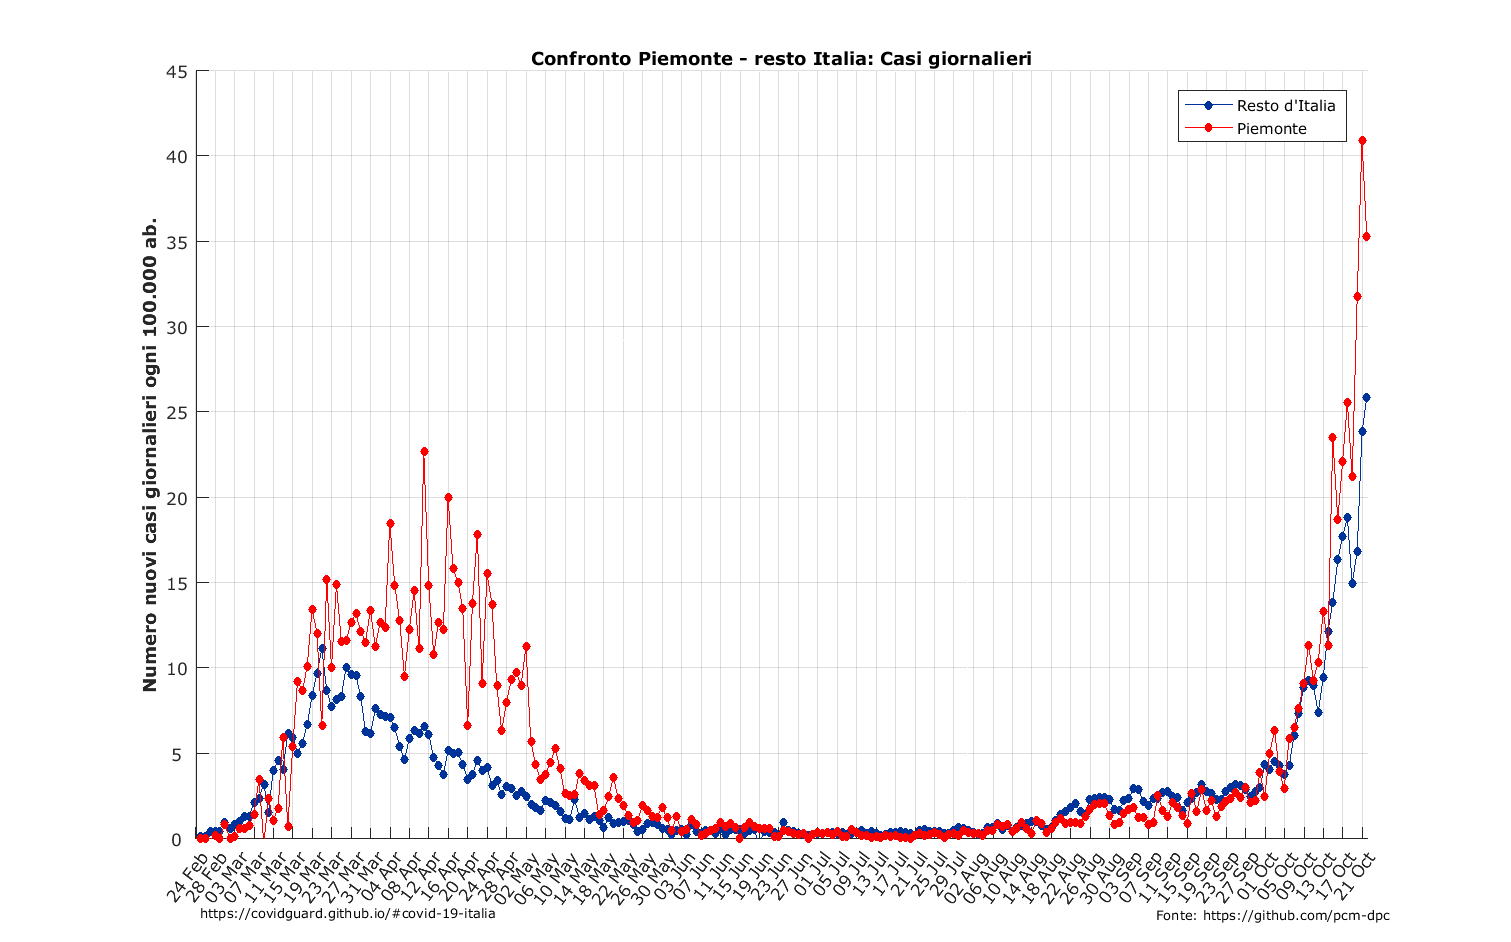 Confronto Piemonte - resto Italia: Casi giornalieri
45
40
35
30
25
20
15
10
5
0
Numero nuovi casi giornalieri ogni 100.000 ab.
Resto d'Italia
Piemonte
24 Feb
28 Feb
03 Mar
07 Mar
11 Mar
15 Mar
19 Mar
23 Mar
27 Mar
31 Mar
04 Apr
08 Apr
12 Apr
16 Apr
20 Apr
24 Apr
28 Apr
02 May
06 May
10 May
14 May
18 May
22 May
26 May
30 May
03 Jun
07 Jun
11 Jun
15 Jun
19 Jun
23 Jun
27 Jun
01 Jul
05 Jul
09 Jul
13 Jul
17 Jul
21 Jul
25 Jul
29 Jul
02 Aug
06 Aug
10 Aug
14 Aug
18 Aug
22 Aug
26 Aug
30 Aug
03 Sep
07 Sep
11 Sep
15 Sep
19 Sep
23 Sep
27 Sep
01 Oct
05 Oct
09 Oct
13 Oct
17 Oct
21 Oct
https://covidguard.github.io/#covid-19-italia
Fonte: https://github.com/pcm-dpc